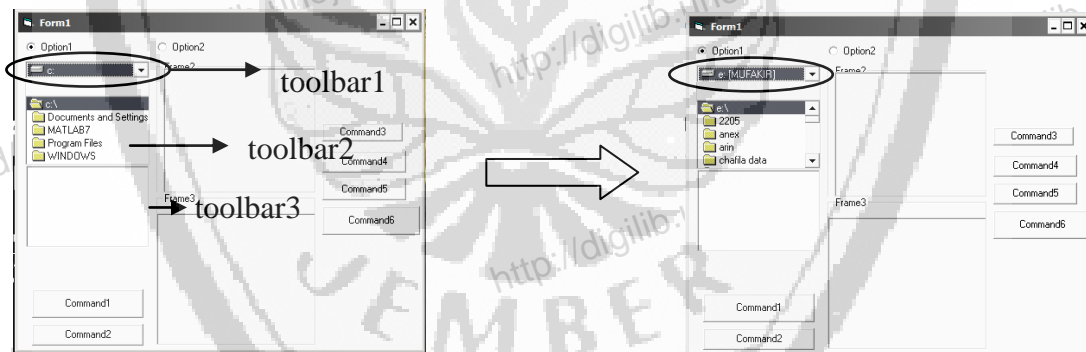 Form1
Option1
Option2
c:
Frame2
toolbar1
c:\
Documents and Settings
MATLAB7
Program Files
WINDOWS
toolbar2
Command3
Command4
Command5
Command6
Frame3
toolbar3
Command1
Command2
Form1
Option1
Option2
e: [MUFAKIR]
Frame2
e:\
2205
anex
arin
chafila data
Command3
Command4
Command5
Command6
Frame3
Command1
Command2
http://digilib.
http://digilib.
JEMBER